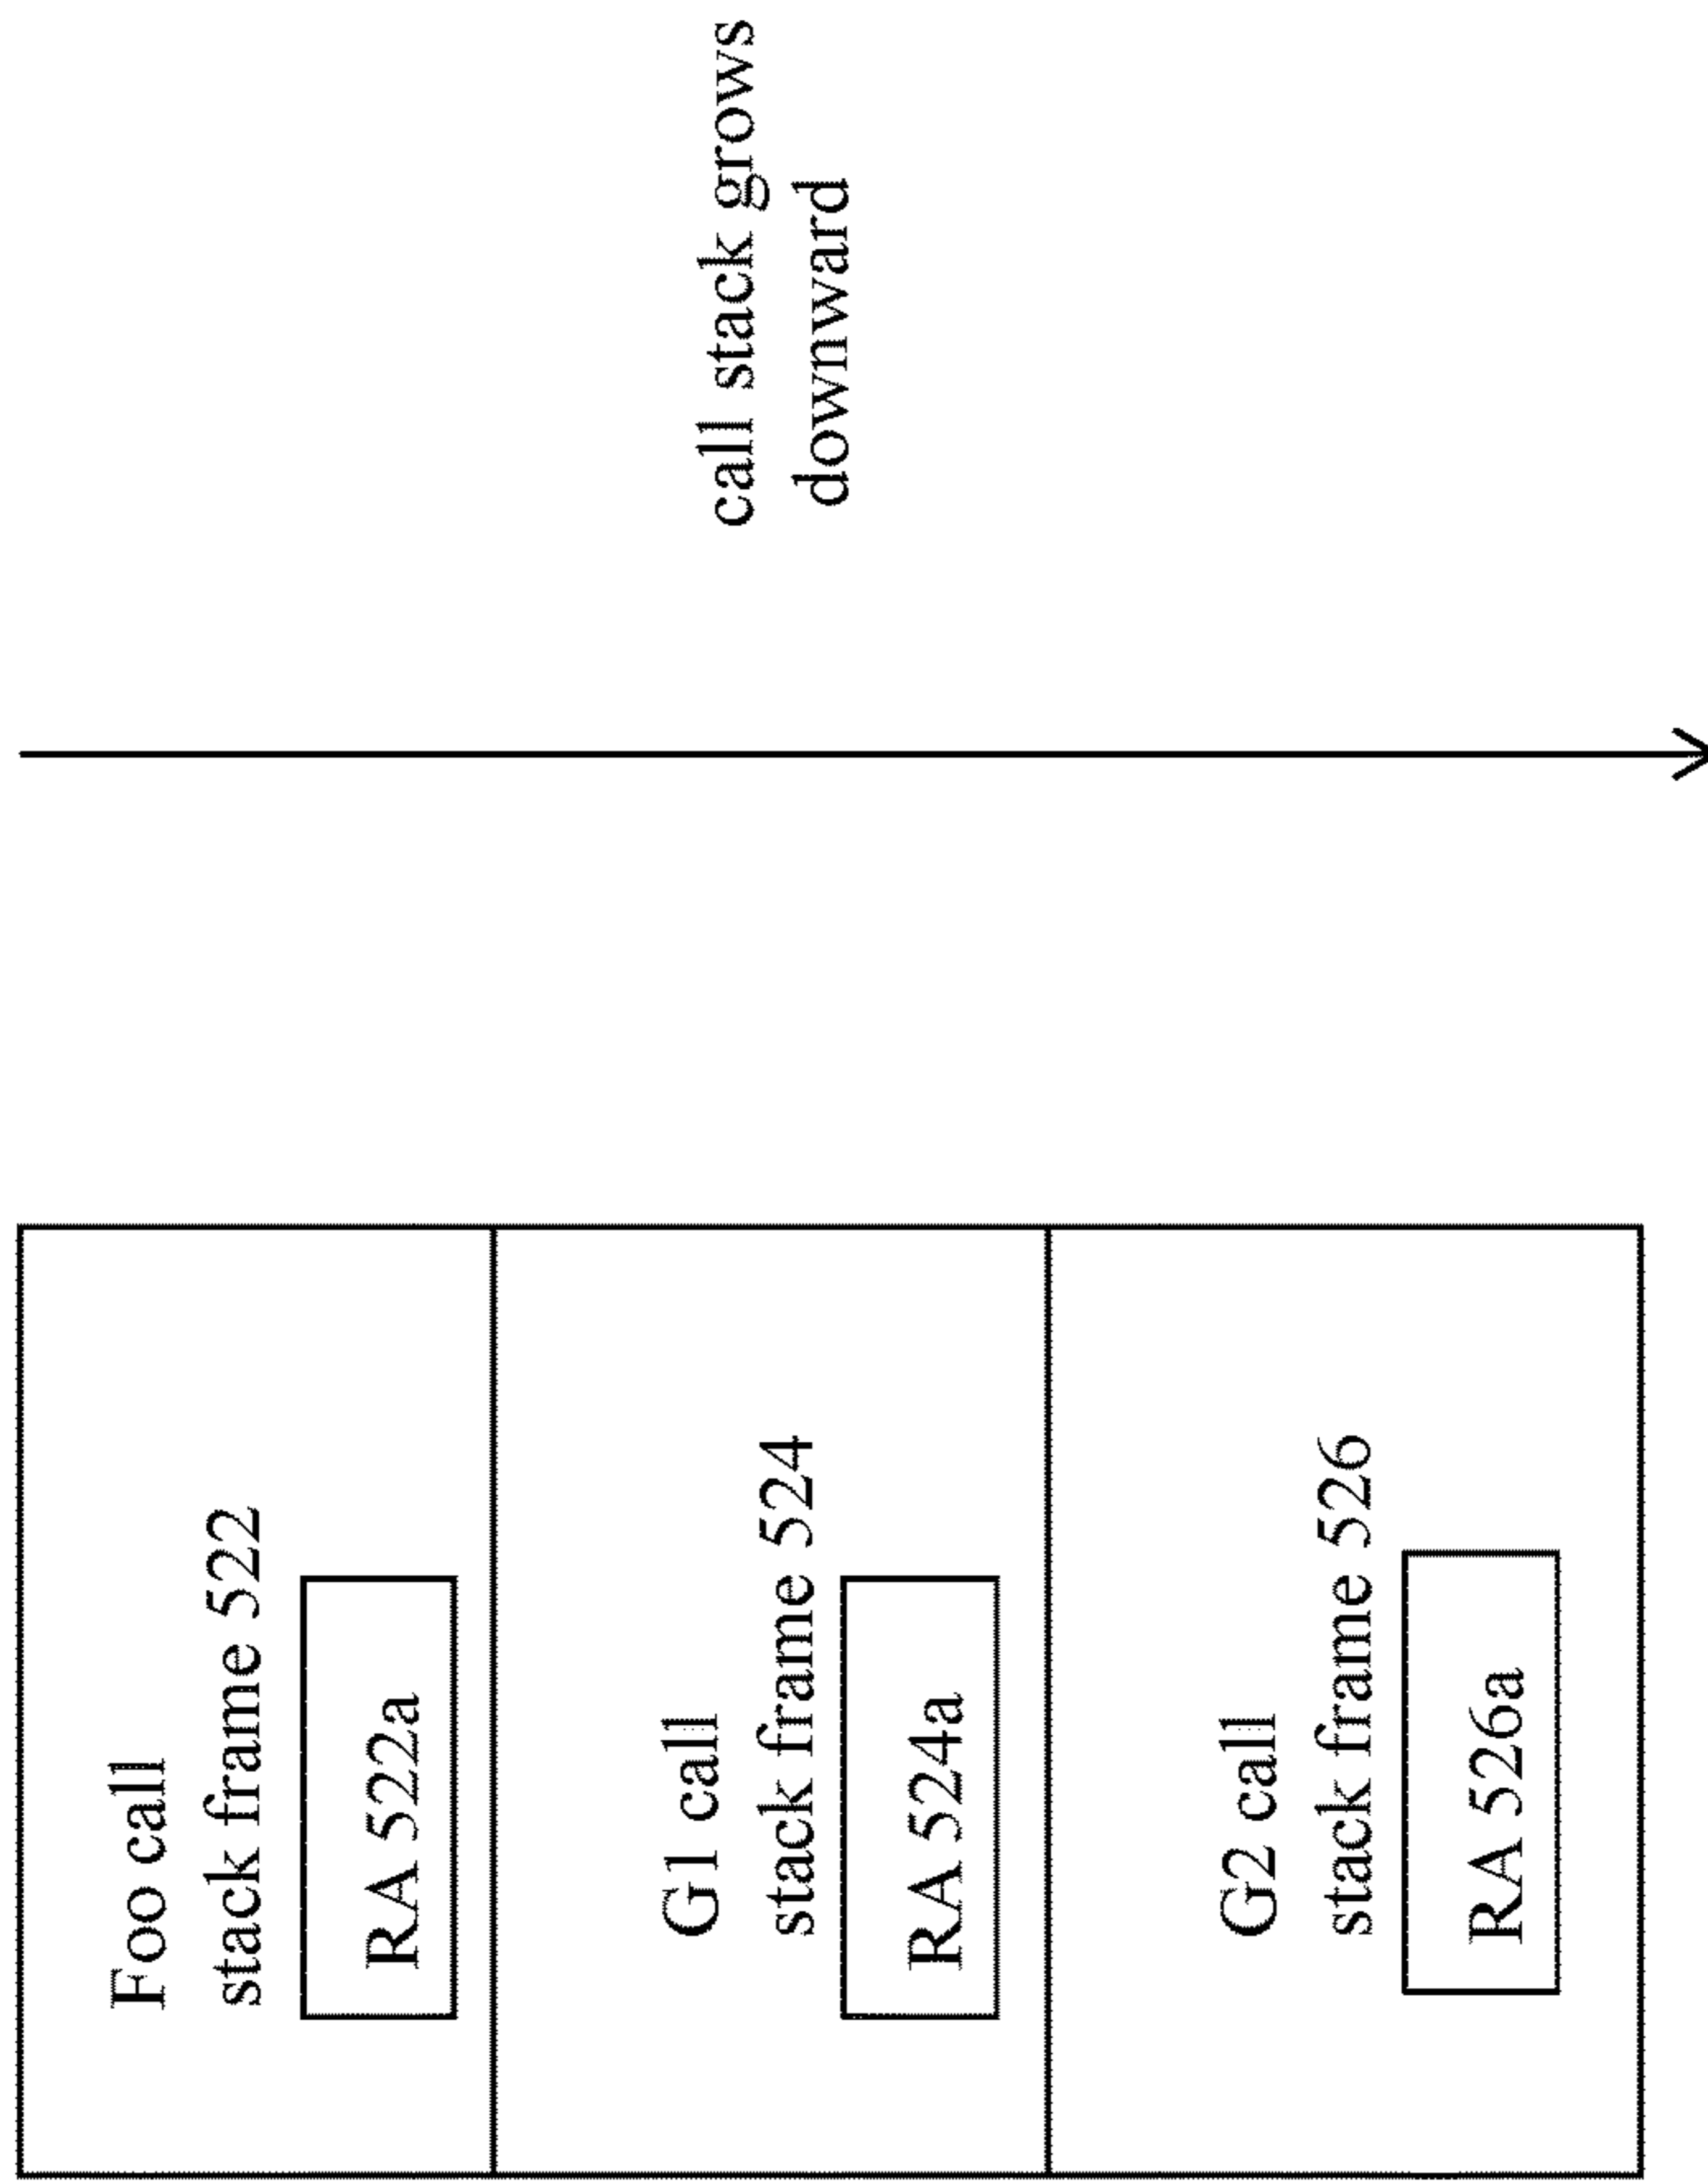 Foo call
stack frame 522
RA 522a
G1 call
stack frame 524
RA 524a
G2 call
stack frame 526
RA 526a
call stack grows
downward